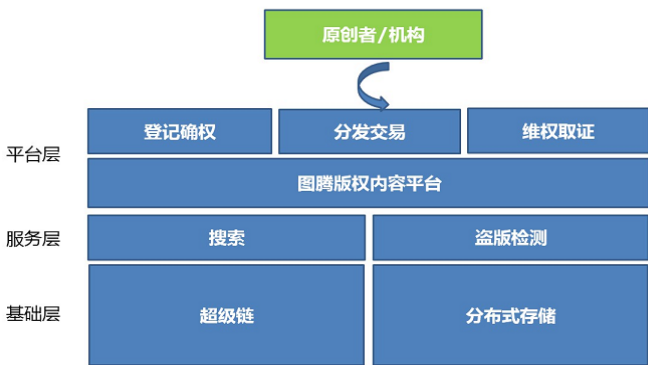 原创者/机构
登记确权
分发交易
维权取证
平台层
图腾版权内容平台
服务层
搜索
盗版检测
基础层
超级链
分布式存储